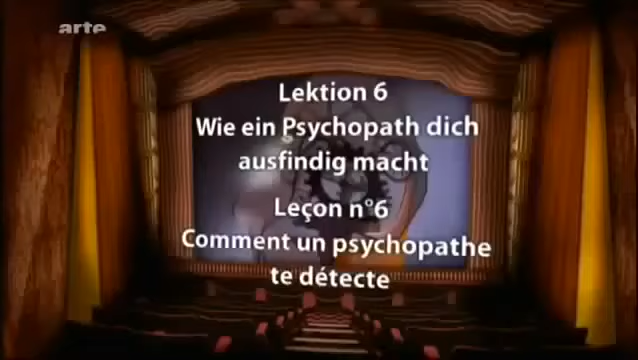 arte
Lektion 6
Wie ein Psychopath dich
ausfindig macht
Leçon n°6
Comment un psychopathe
te détecte